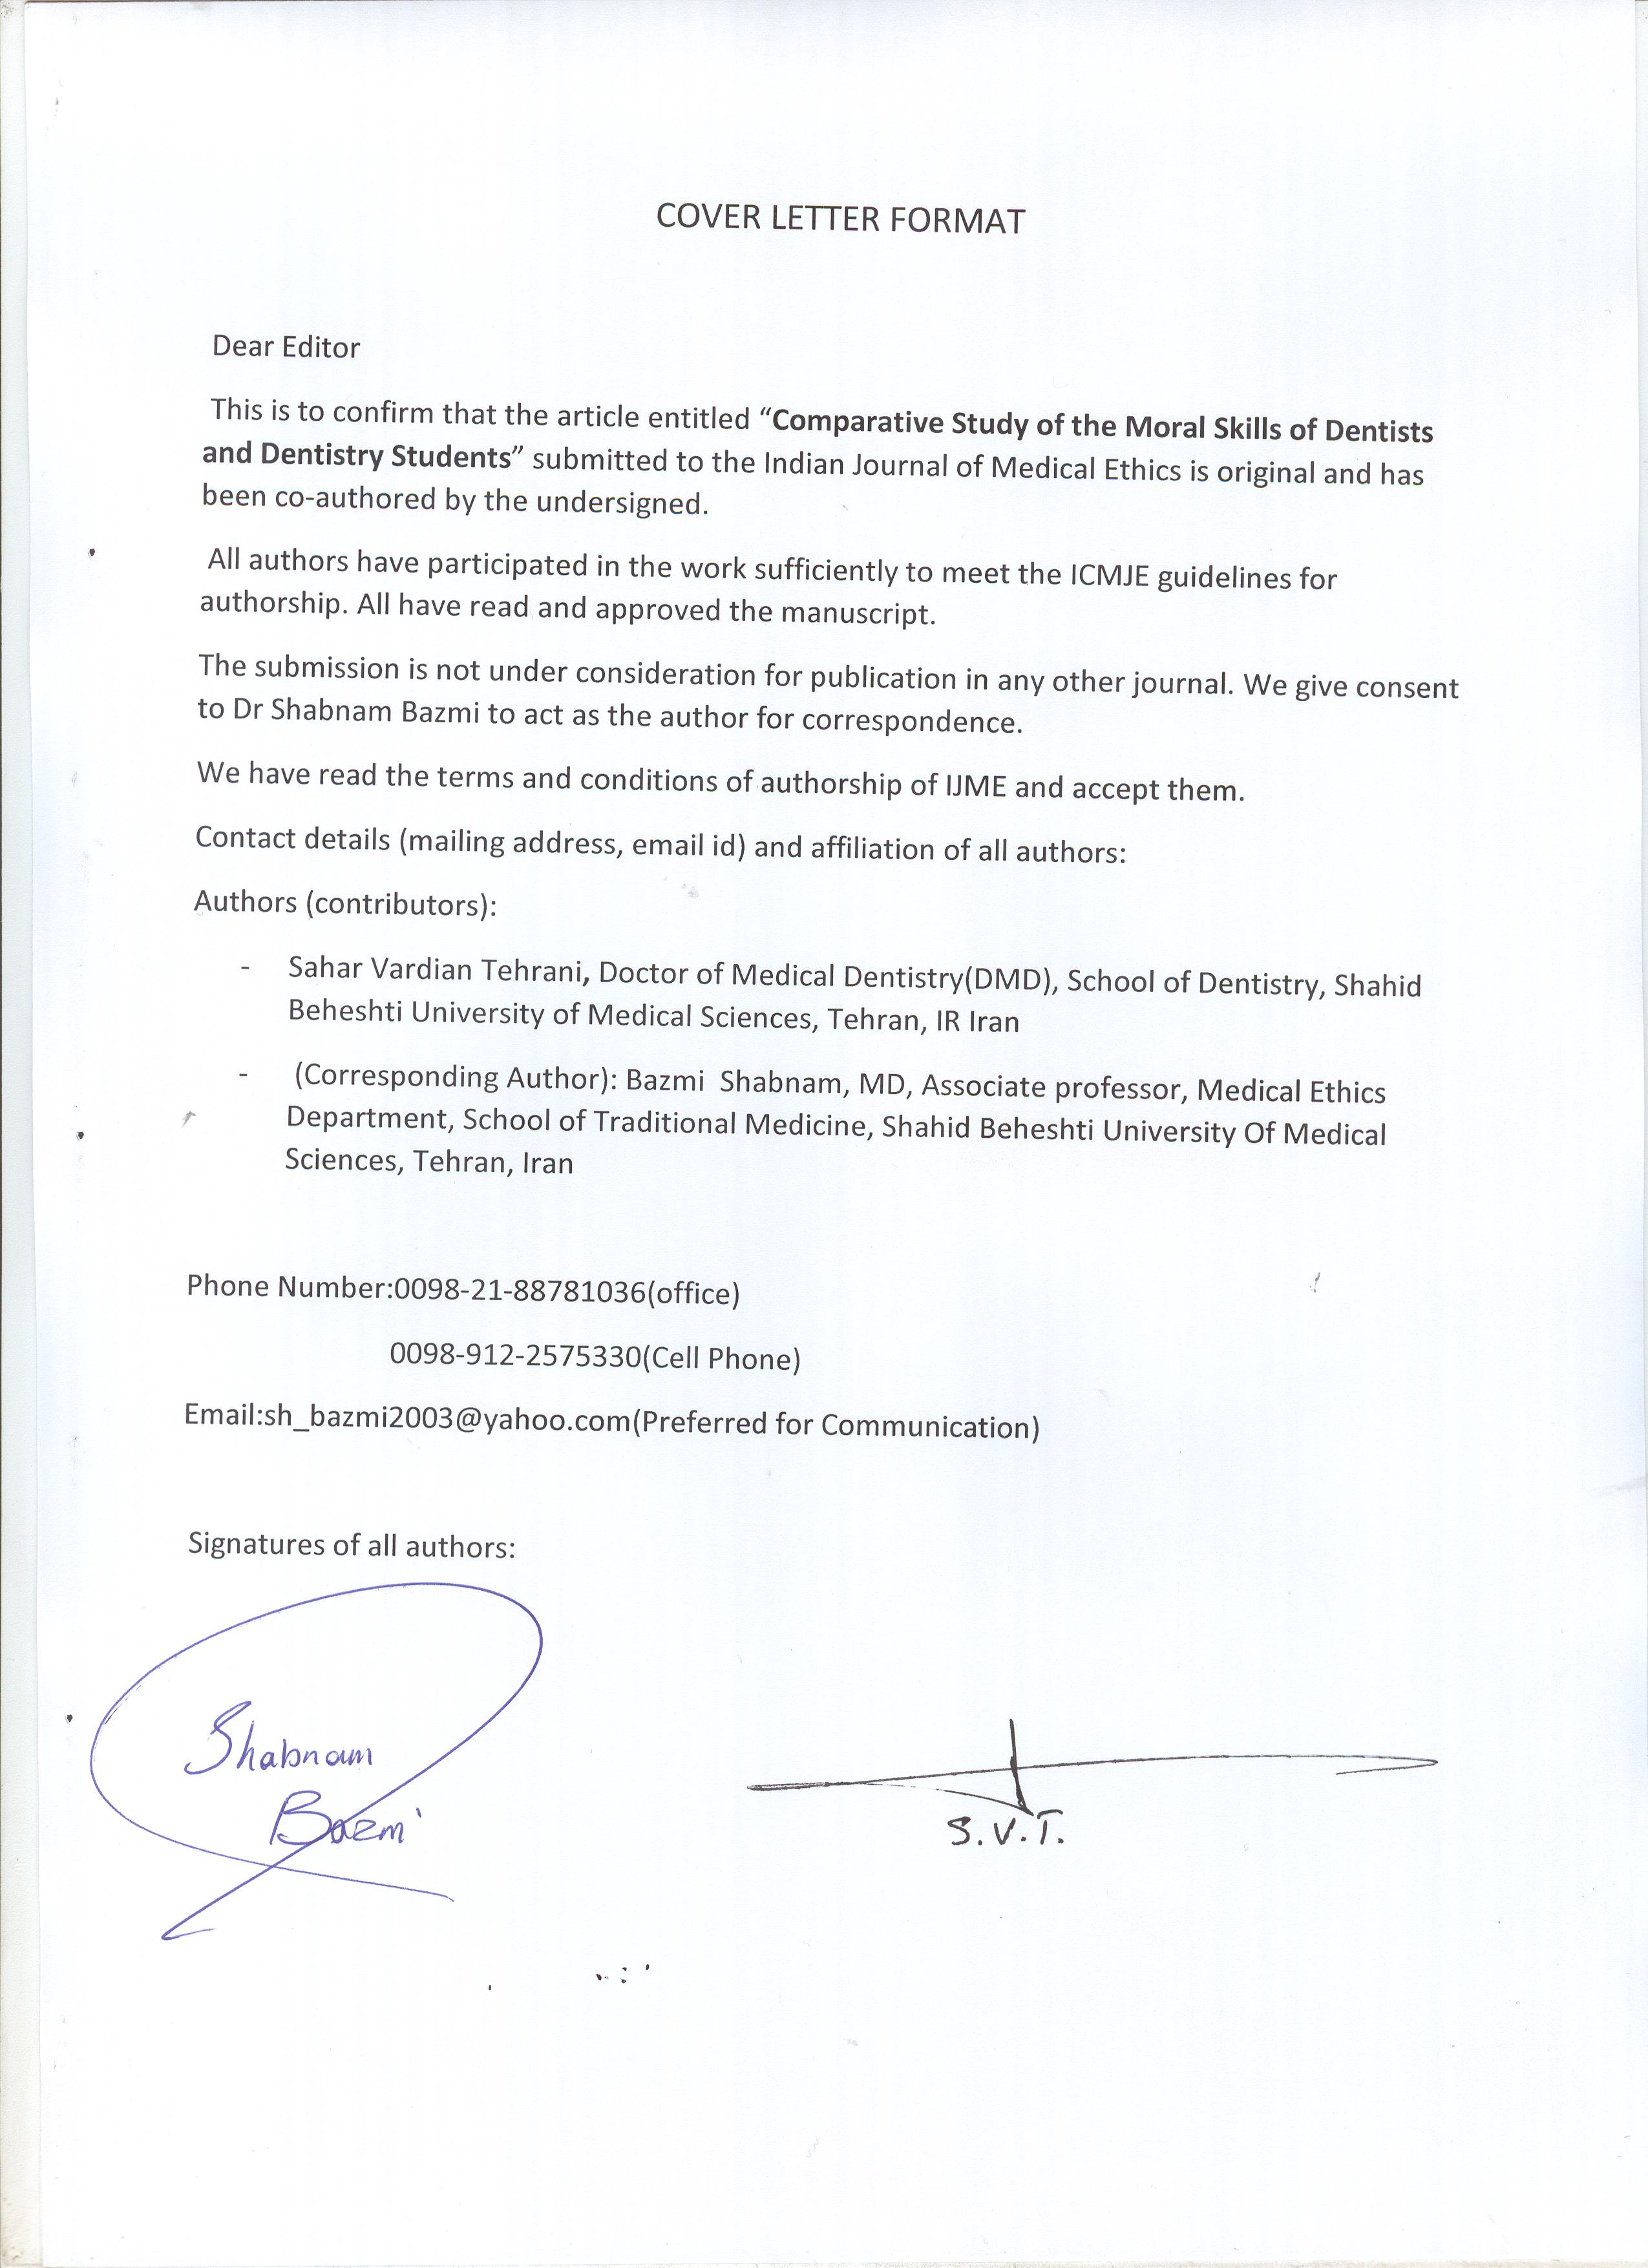 COVER LETTER FORMAT
Dear Editor
This is to confirm that the article entitled “Comparative Study of the Moral Skills of Dentists
and Dentistry Students” submitted to the Indian Journal of Medical Ethics is original and has
been co-authored by the undersigned.
All authors have participated in the work sufficiently to meet the ICMJE guidelines for
authorship. All have read and approved the manuscript.
The submission is not under consideration for publication in any other journal. We give consent
to Dr Shabnam Bazmi to act as the author for correspondence.
We have read the terms and conditions of authorship of IJME and accept them.
Contact details (mailing address, email id) and affiliation of all authors:
Authors (contributors):
- Sahar Vardian Tehrani, Doctor of Medical Dentistry(DMD), School of Dentistry, Shahid
Beheshti University of Medical Sciences, Tehran, IR Iran
- (Corresponding Author): Bazmi Shabnam, MD, Associate professor, Medical Ethics
Department, School of Traditional Medicine, Shahid Beheshti University Of Medical
Sciences, Tehran, Iran
Phone Number:0098-21-88781036(office)
0098-912-2575330(Cell Phone)
Email:sh_bazmi2003@yahoo.com(Preferred for Communication)
Signatures of all authors:
Shabnam
Bazmi
S.V.T.